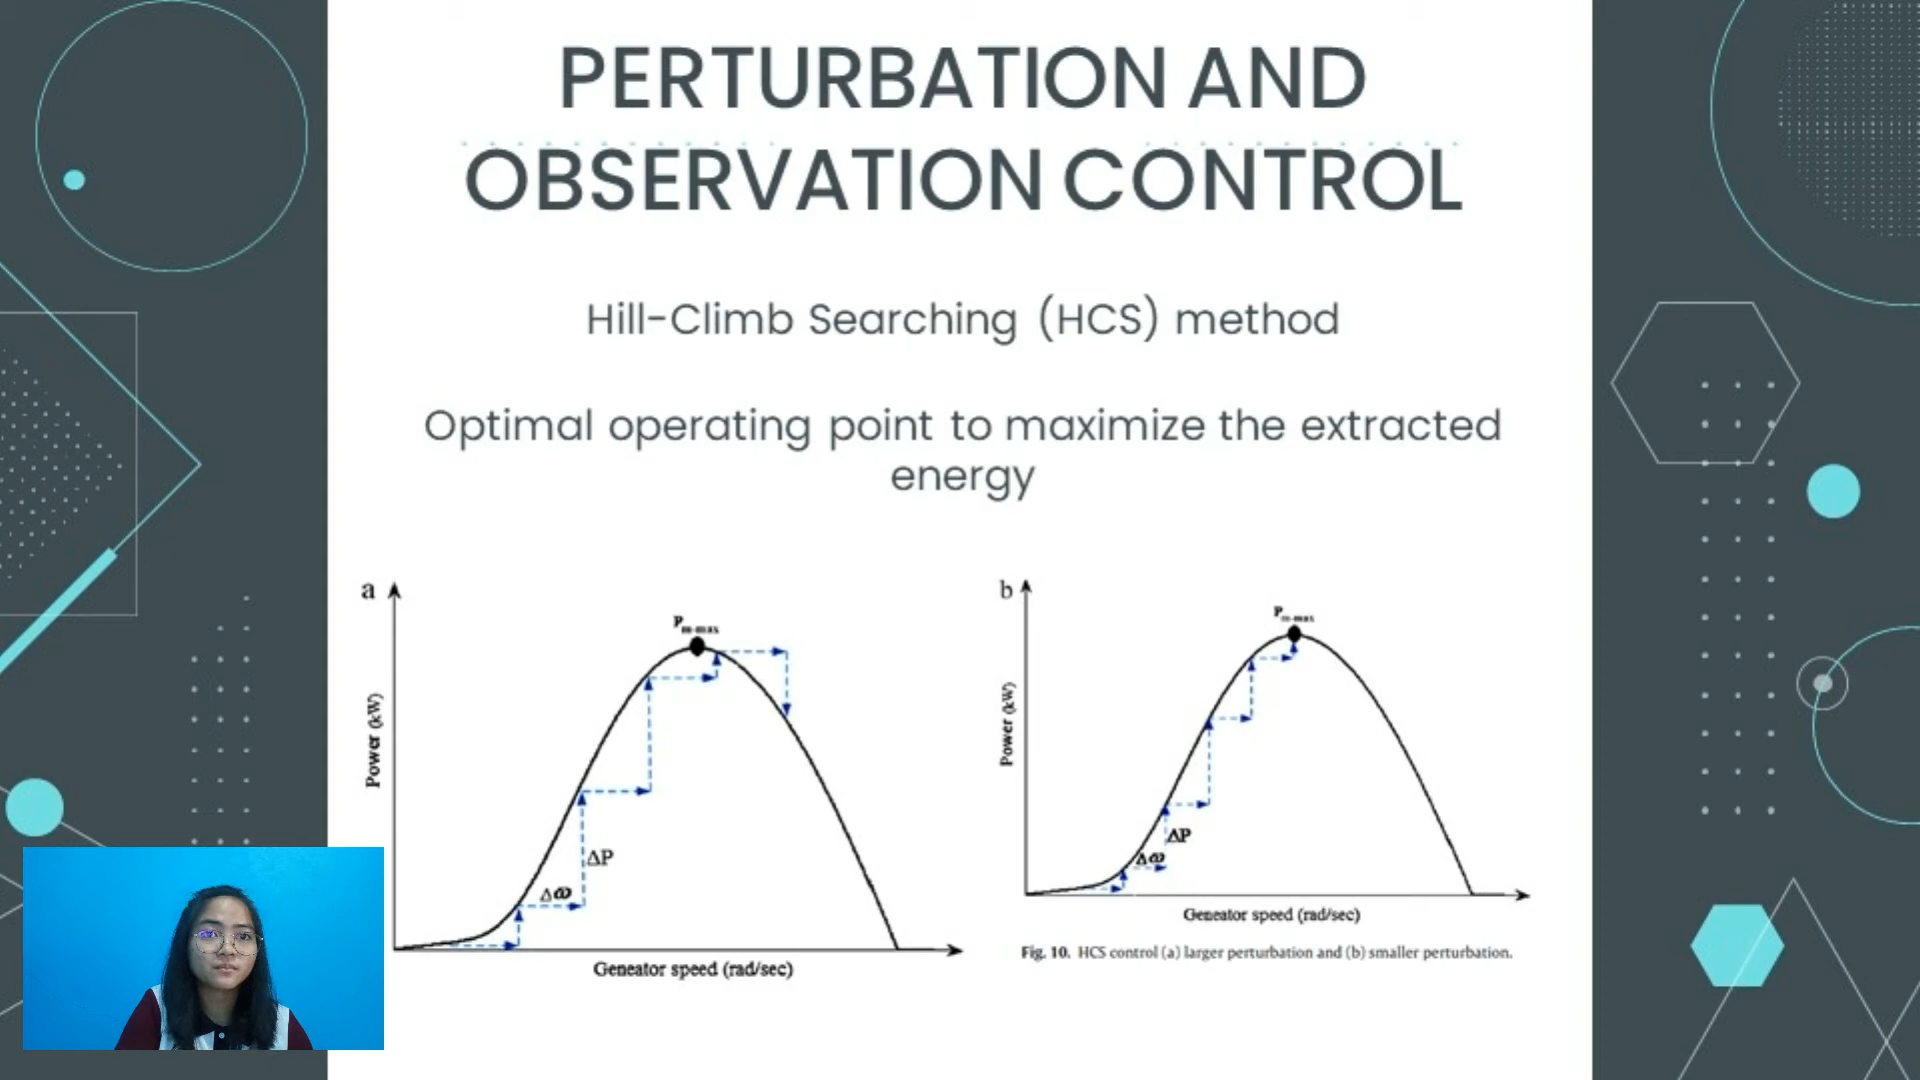 PERTURBATION AND
OBSERVATION CONTROL
Hill-Climb Searching (HCS) method
Optimal operating point to maximize the extracted
energy
a
P m-max
Power (kW)
ΔP
Δω
Geneator speed (rad/sec)
b
P m-max
Power (kW)
ΔP
Δω
Geneator speed (rad/sec)
Fig. 10. HCS control (a) larger perturbation and (b) smaller perturbation.